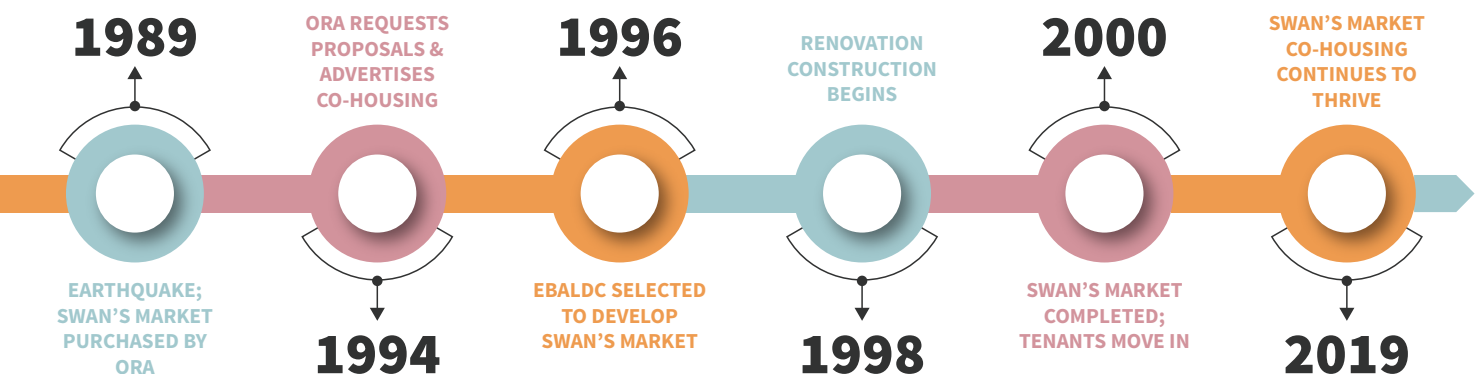 1989
EARTHQUAKE;
SWAN’S MARKET
PURCHASED BY
ORA
ORA REQUESTS
PROPOSALS &
ADVERTISES
CO-HOUSING
1994
1996
EBALDC SELECTED
TO DEVELOP
SWAN’S MARKET
RENOVATION
CONSTRUCTION
BEGINS
1998
2000
SWAN’S MARKET
COMPLETED;
TENANTS MOVE IN
SWAN’S MARKET
CO-HOUSING
CONTINUES TO
THRIVE
2019